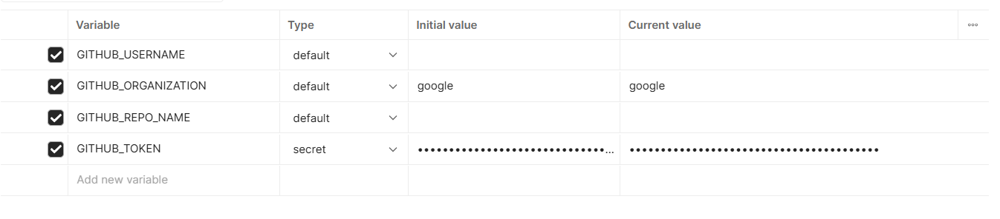 Variable Type Initial value Current value
GITHUB_USERNAME default
GITHUB_ORGANIZATION default google google
GITHUB_REPO_NAME default
GITHUB_TOKEN secret ••••••••••••••••••••••••••••••... ••••••••••••••••••••••••••••••••••••••••
Add new variable